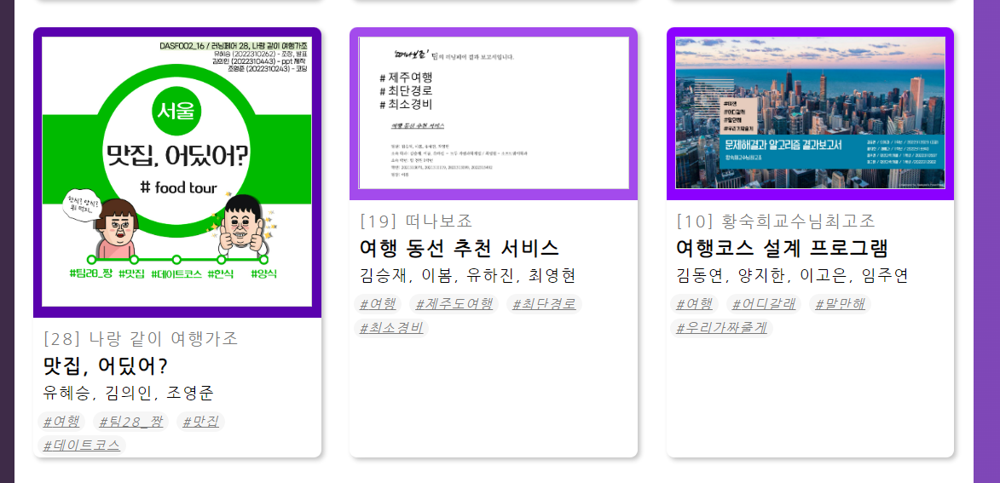 DASF002_16 / 러닝페어 28, 나랑 같이 여행가조
유혜승 (2022310262) - 조장, 발표
김의인 (2022310443) - ppt 제작
조영준 (2022310243) - 코딩
서울
맛집, 어딨어?
# food tour
한식? 양식?
뭐 먹지..
#팀28_짱 #맛집 #데이트코스 #한식 #양식
[28] 나랑 같이 여행가조
맛집, 어딨어?
유혜승, 김의인, 조영준
#여행 #팀28_짱 #맛집
#데이트코스
'떠나보죠' 팀의 러닝페어 결과 보고서입니다.
# 제주여행
# 최단경로
# 최소경비
여행 동선 추천 서비스
[19] 떠나보죠
여행 동선 추천 서비스
김승재, 이봄, 유하진, 최영현
#여행 #제주도여행 #최단경로
#최소경비
#여행
#어디갈래
#말만해
#우리가짜줄게
문제해결과 알고리즘 결과보고서
황숙희교수님최고조
[10] 황숙희교수님최고조
여행코스 설계 프로그램
김동연, 양지한, 이고은, 임주연
#여행 #어디갈래 #말만해
#우리가짜줄게